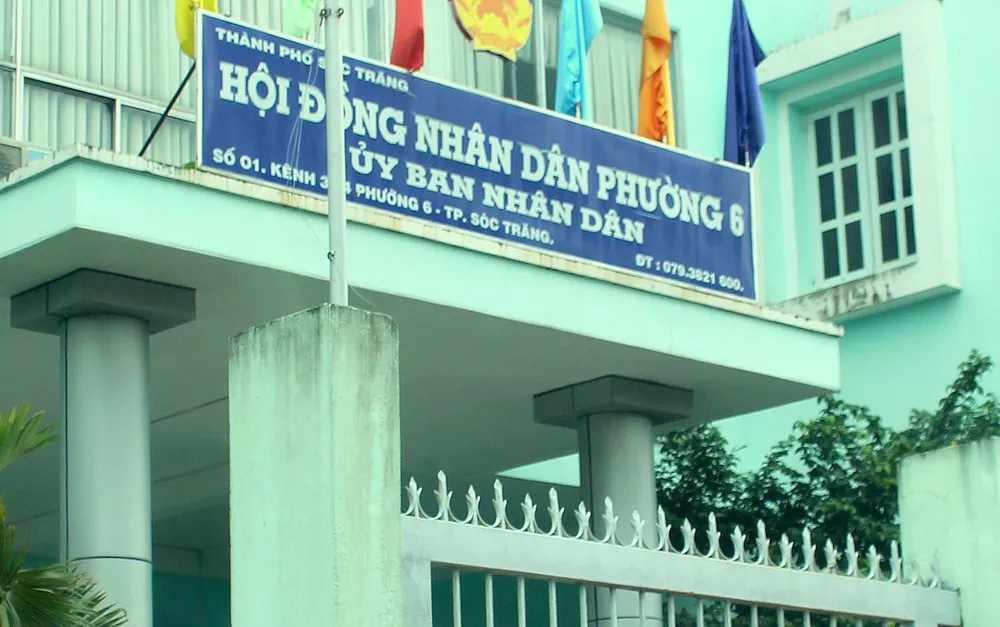 THÀNH PHỐ SÓC TRĂNG
HỘI ĐỒNG NHÂN DÂN PHƯỜNG 6
ỦY BAN NHÂN DÂN
SỐ 01. KÊNH PHƯỜNG 6 - TP. SÓC TRĂNG.
ĐT : 079.3821 600.